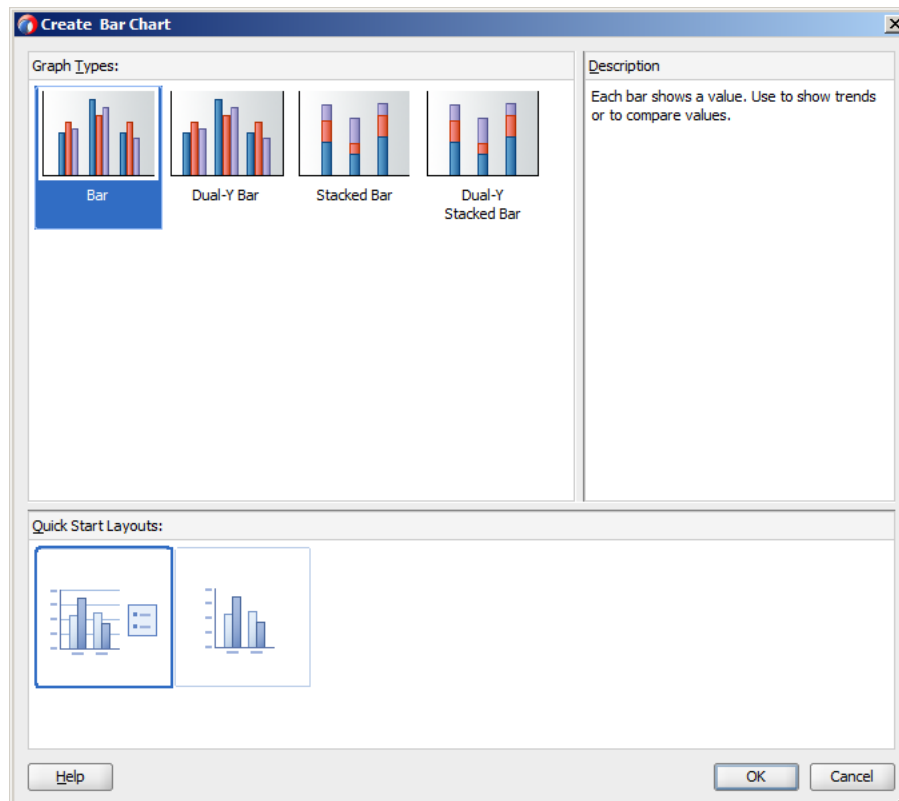 Create Bar Chart
Graph Types:
Bar
Dual-Y Bar
Stacked Bar
Dual-Y
Stacked Bar
Description
Each bar shows a value. Use to show trends
or to compare values.
Quick Start Layouts:
Help
OK
Cancel